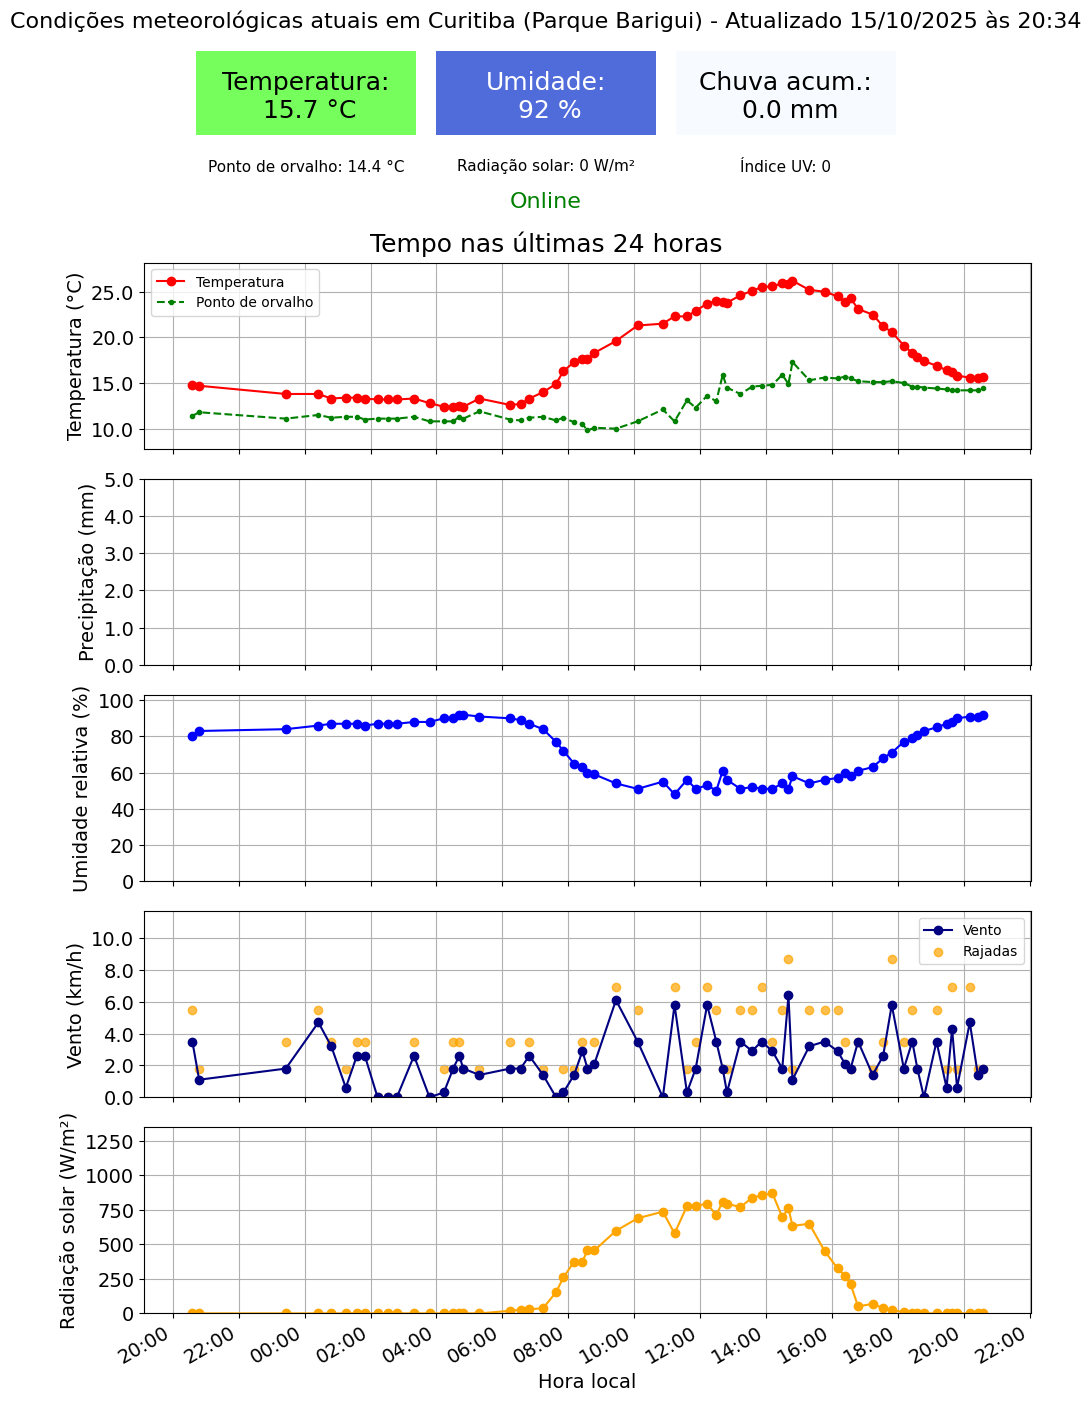 Condições meteorológicas atuais em Curitiba (Parque Barigui) - Atualizado 15/10/2025 às 20:34
Temperatura:
15.7 °C
Umidade:
92 %
Chuva acum.:
0.0 mm
Ponto de orvalho: 14.4 °C
Radiação solar: 0 W/m²
Índice UV: 0
Online
Tempo nas últimas 24 horas
Temperatura (°C)
25.0
20.0
15.0
10.0
Temperatura
Ponto de orvalho
Precipitação (mm)
5.0
4.0
3.0
2.0
1.0
0.0
Umidade relativa (%)
100
80
60
40
20
0
Vento (km/h)
10.0
8.0
6.0
4.0
2.0
0.0
Vento
Rajadas
Radiação solar (W/m²)
1250
1000
750
500
250
0
20:00
22:00
00:00
02:00
04:00
06:00
08:00
10:00
12:00
14:00
16:00
18:00
20:00
22:00
Hora local